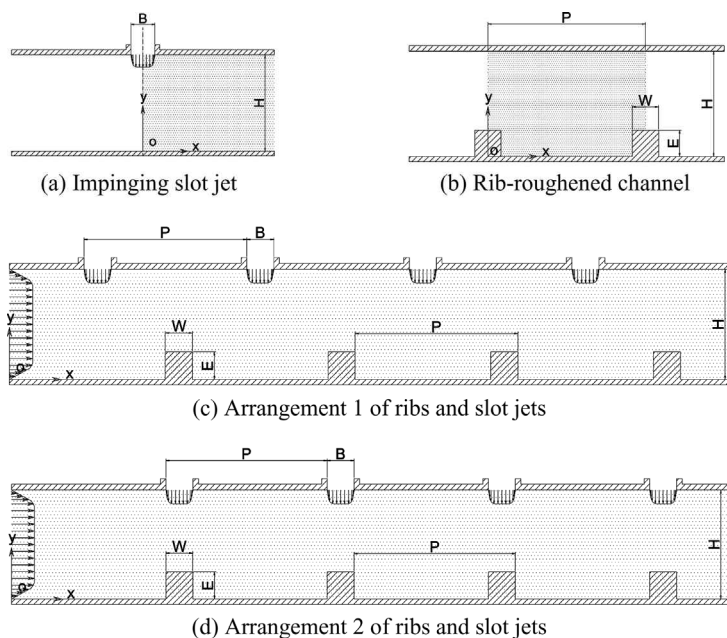 B
y
H
o
x
(a) Impinging slot jet
P
y
H
W
E
o
x
(b) Rib-roughened channel
P
B
y
W
P
H
E
o
x
(c) Arrangement 1 of ribs and slot jets
P
B
y
W
P
H
E
o
x
(d) Arrangement 2 of ribs and slot jets